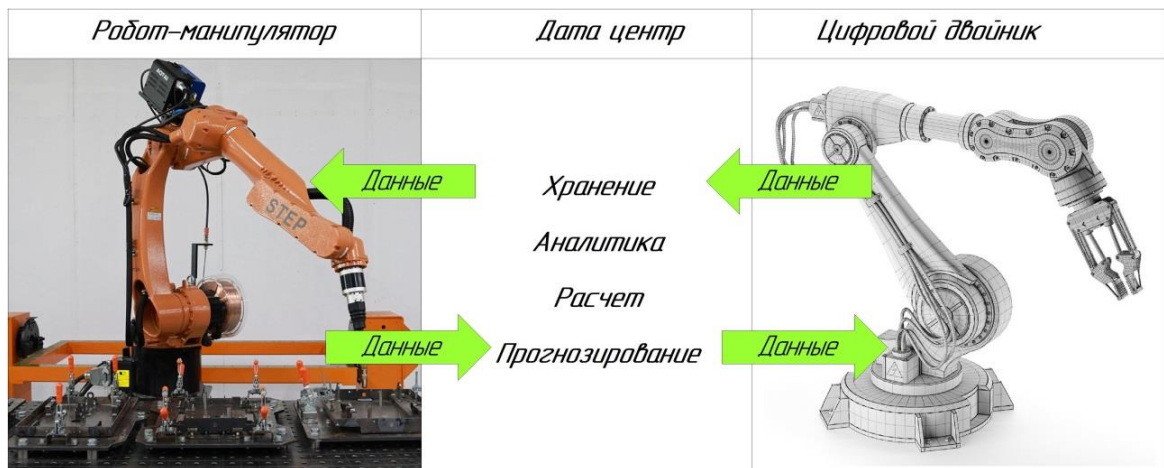 Робот-манипулятор
Дата центр
Цифровой двойник
Данные
Данные
Хранение
STEP
Аналитика
Расчет
Данные
Прогнозирование
Данные